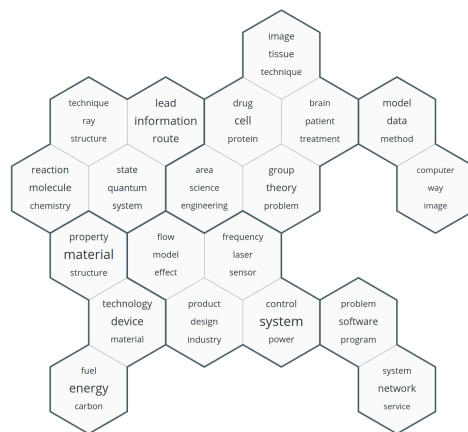 image
tissue
technique
technique
ray
structure
lead
information
route
drug
cell
protein
brain
patient
treatment
model
data
method
reaction
molecule
chemistry
state
quantum
system
area
science
engineering
group
theory
problem
computer
way
image
property
material
structure
flow
model
effect
frequency
laser
sensor
technology
device
material
product
design
industry
control
system
power
problem
software
program
fuel
energy
carbon
system
network
service